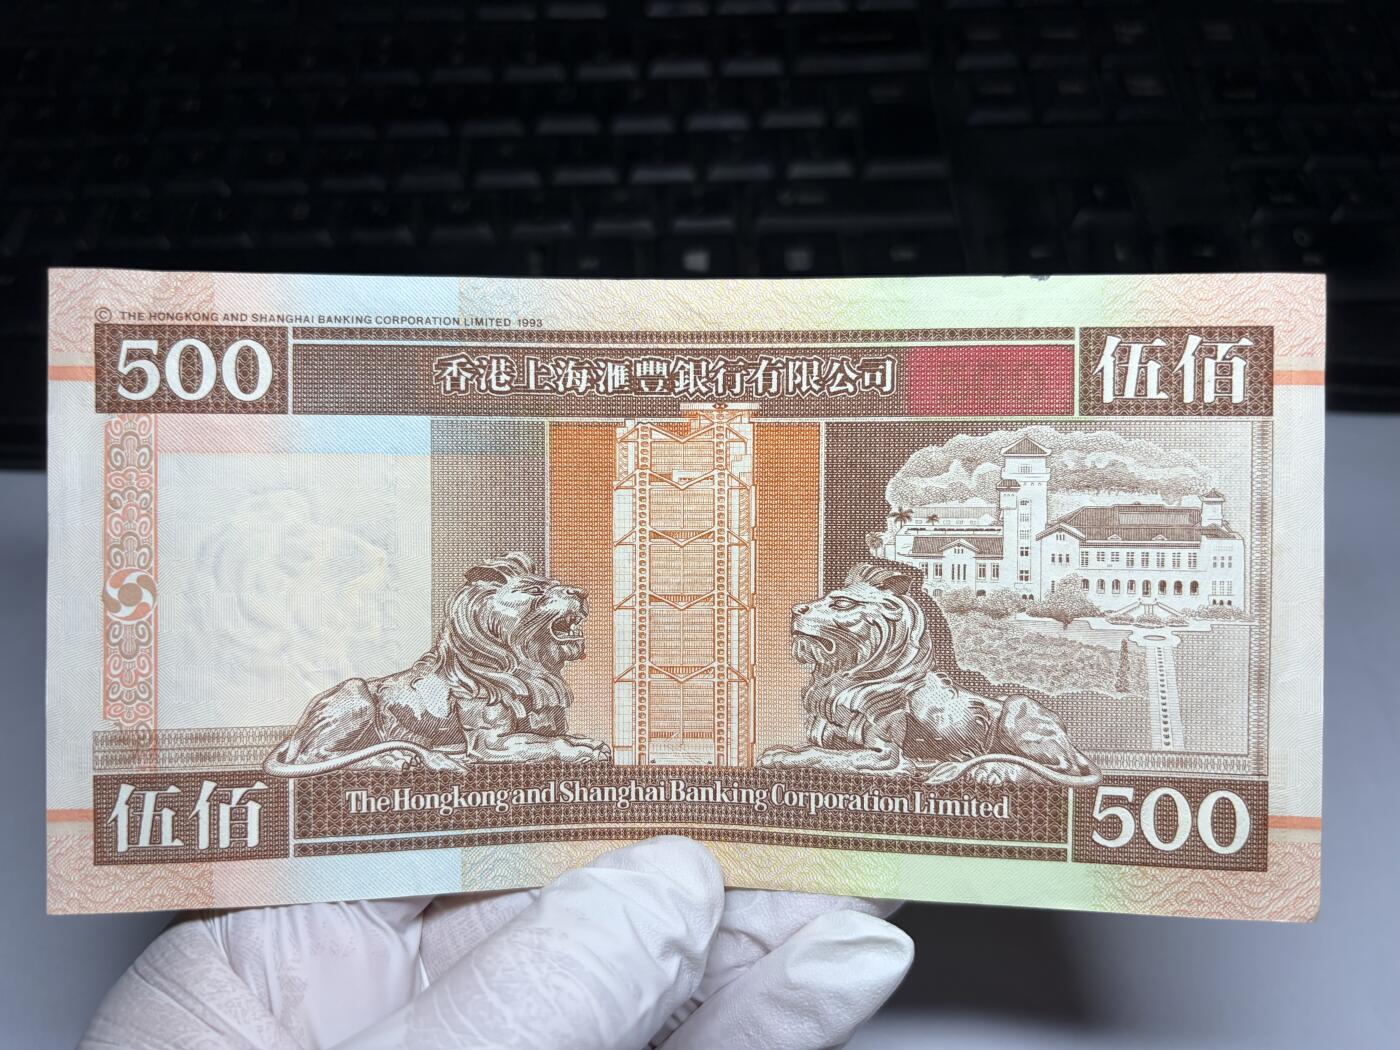 © THE HONGKONG AND SHANGHAI BANKING CORPORATION LIMITED 1993
500
香港上海滙豐銀行有限公司
500
伍佰
伍佰
The Hongkong and Shanghai Banking Corporation Limited
500